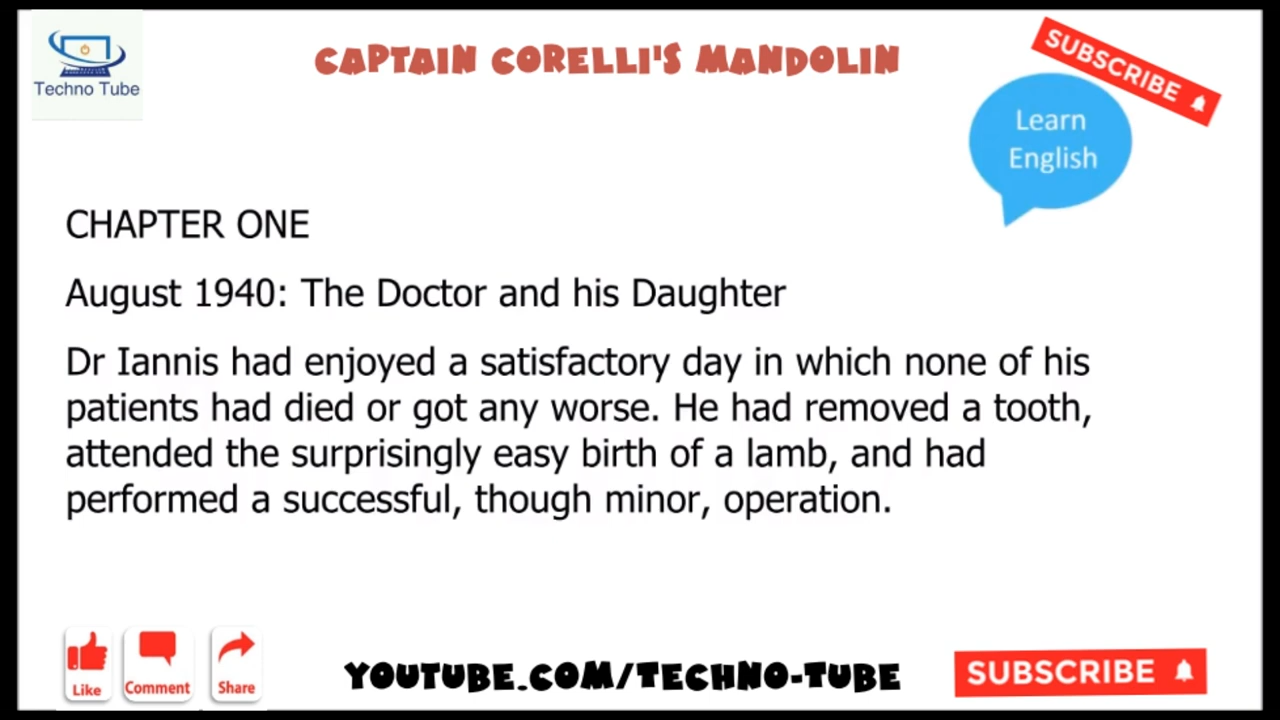 Techno Tube
CAPTAIN CORELLI'S MANDOLIN
SUBSCRIBE
Learn
English
CHAPTER ONE
August 1940: The Doctor and his Daughter
Dr Iannis had enjoyed a satisfactory day in which none of his
patients had died or got any worse. He had removed a tooth,
attended the surprisingly easy birth of a lamb, and had
performed a successful, though minor, operation.
Like
Comment
Share
YOUTUBE.COM/TECHNO-TUBE
SUBSCRIBE